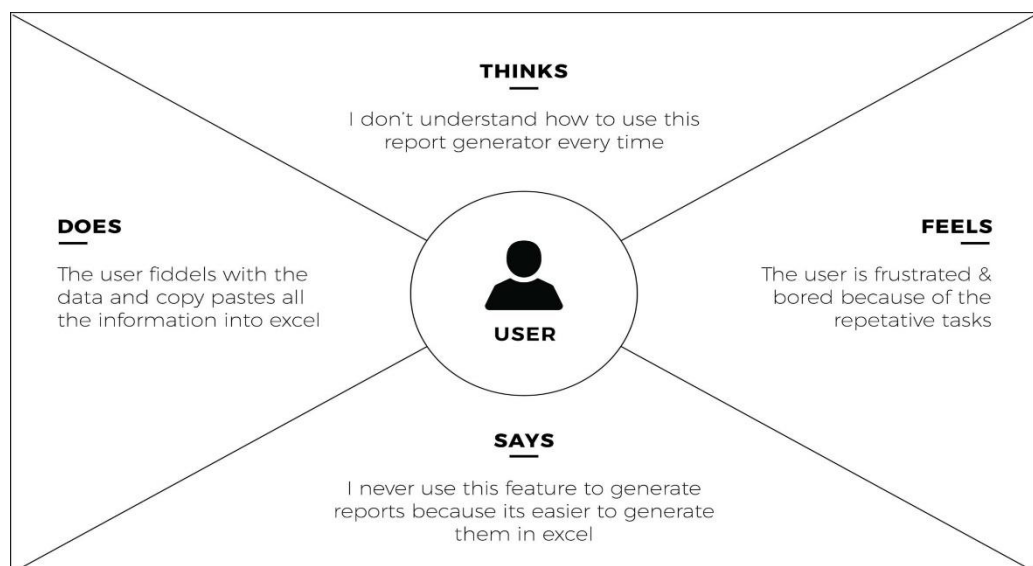 THINKS
I don't understand how to use this
report generator every time
DOES
The user fiddels with the
data and copy pastes all
the information into excel
FEELS
The user is frustrated &
bored because of the
repetative tasks
USER
SAYS
I never use this feature to generate
reports because its easier to generate
them in excel